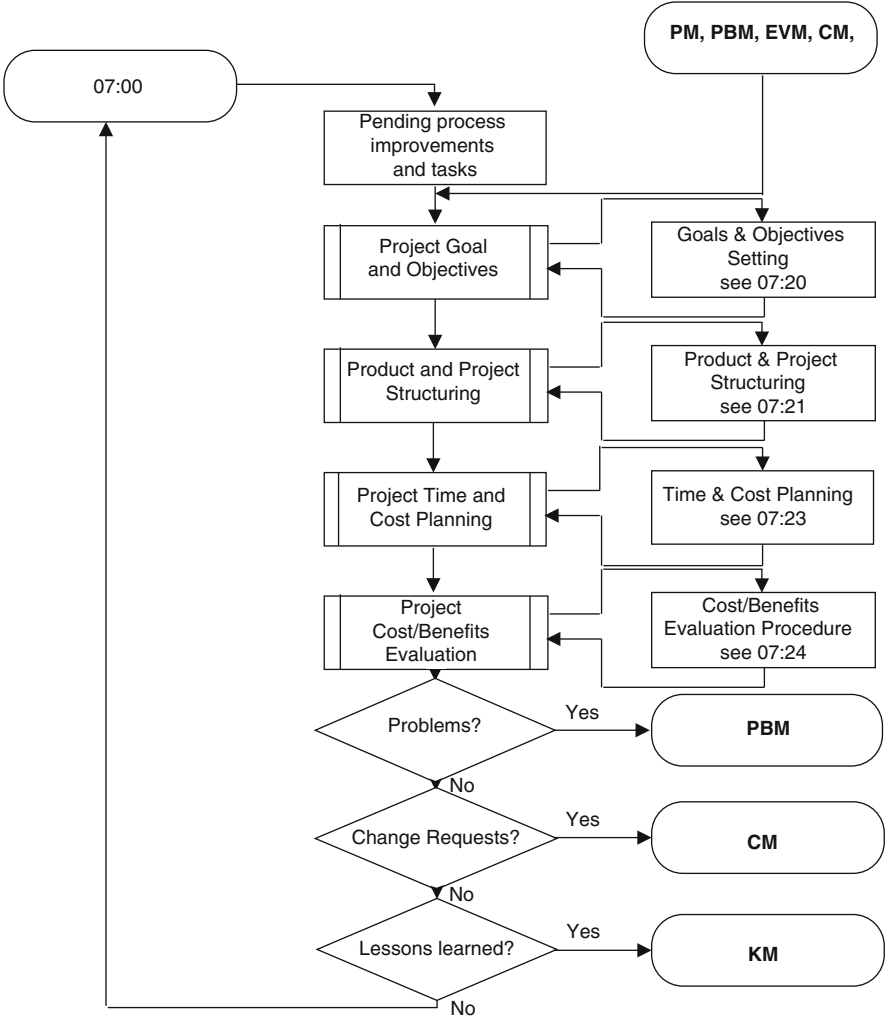 PM, PBM, EVM, CM,
07:00
Pending process
improvements
and tasks
Project Goal
and Objectives
Goals & Objectives
Setting
see 07:20
Product and Project
Structuring
Product & Project
Structuring
see 07:21
Project Time and
Cost Planning
Time & Cost Planning
see 07:23
Project
Cost/Benefits
Evaluation
Cost/Benefits
Evaluation Procedure
see 07:24
Problems?
Yes
PBM
No
Change Requests?
Yes
CM
No
Lessons learned?
Yes
KM
No